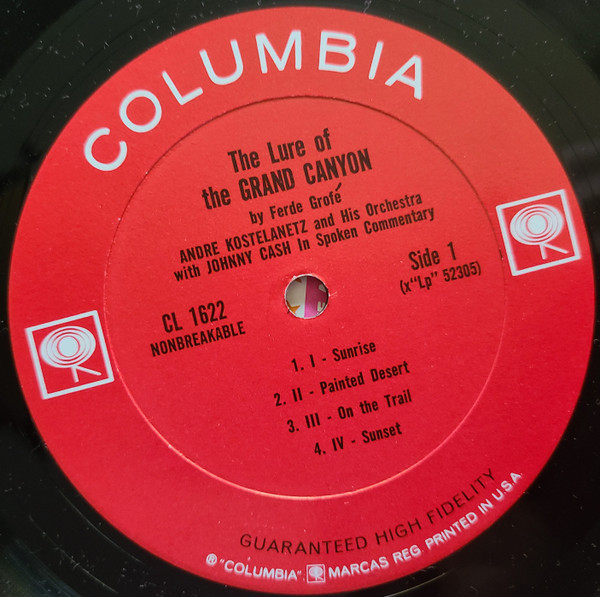 COLUMBIA
The Lure of
the GRAND CANYON
by Ferde Grofé
ANDRE KOSTELANETZ and His Orchestra
with JOHNNY CASH In Spoken Commentary
CL 1622
NONBREAKABLE
Side 1
(x"Lp" 52305)
1. I - Sunrise
2. II - Painted Desert
3. III - On the Trail
4. IV - Sunset
GUARANTEED HIGH FIDELITY
® "COLUMBIA", MARCAS REG. PRINTED IN U.S.A.